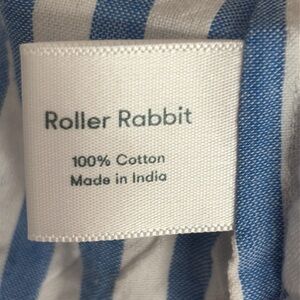 Roller Rabbit
100% Cotton
Made in India